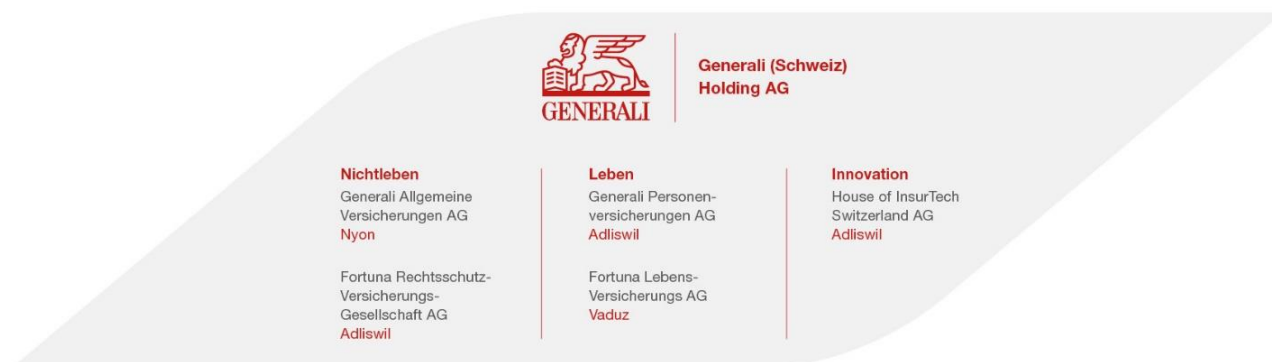 GENERALI
Generali (Schweiz)
Holding AG
Nichtleben
Generali Allgemeine
Versicherungen AG
Nyon
Fortuna Rechtsschutz-
Versicherungs-
Gesellschaft AG
Adliswil
Leben
Generali Personen-
versicherungen AG
Adliswil
Fortuna Lebens-
Versicherungs AG
Vaduz
Innovation
House of InsurTech
Switzerland AG
Adliswil